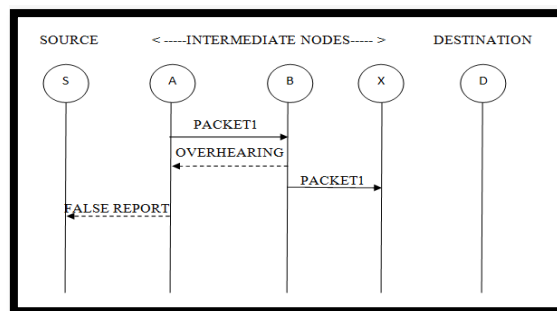 SOURCE < -----INTERMEDIATE NODES----- > DESTINATION
S A B X D
PACKET1
OVERHEARING
PACKET1
FALSE REPORT